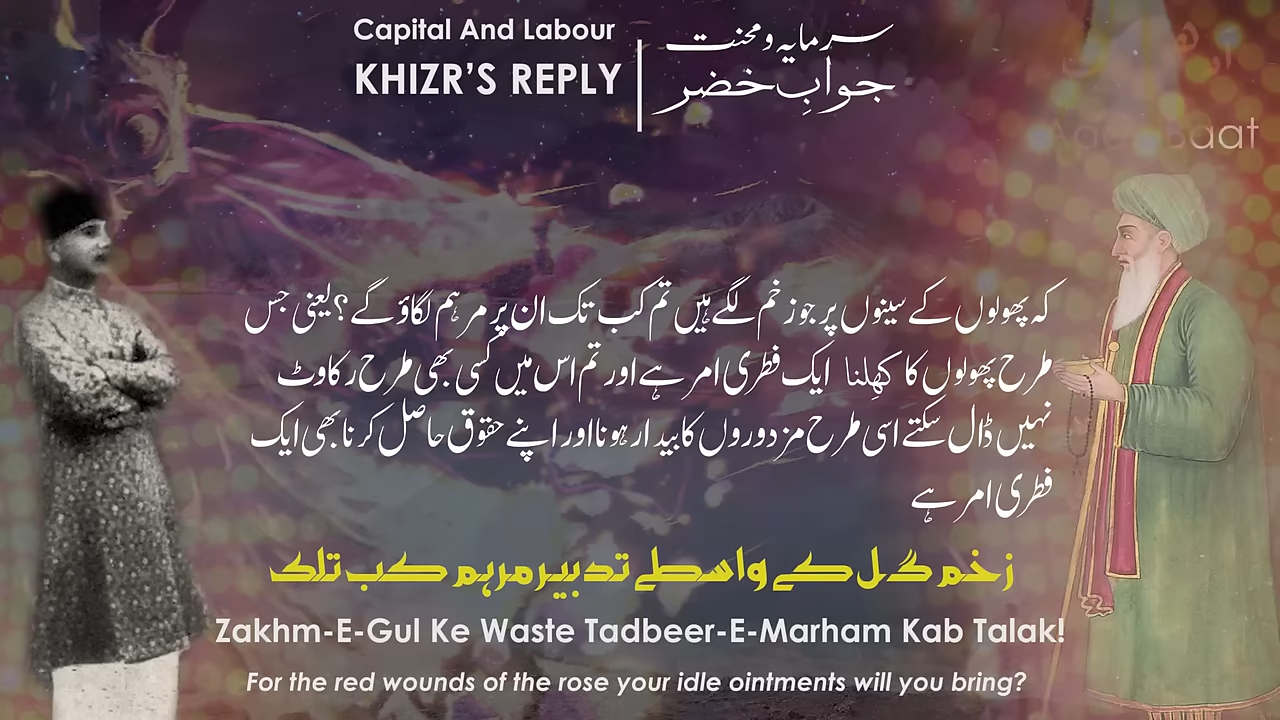 Capital And Labour
KHIZR'S REPLY
سرمایہ و محنت
جوابِ خضر
Baat
کہ پھولوں کے سینوں پر جو زخم لگے ہیں تم کب تک ان پر مرہم لگاؤ گے ؟ یعنی جس
طرح پھولوں کا کھِلنا ایک فطری امر ہے اور تم اس میں کسی بھی طرح رکاوٹ
نہیں ڈال سکتے اسی طرح مزدوروں کا بیدار ہونا اور اپنے حقوق حاصل کرنا بھی ایک
فطری امر ہے
زخم گل کے واسطے تدبیر مرہم کب تلک
Zakhm-E-Gul Ke Waste Tadbeer-E-Marham Kab Talak!
For the red wounds of the rose your idle ointments will you bring?